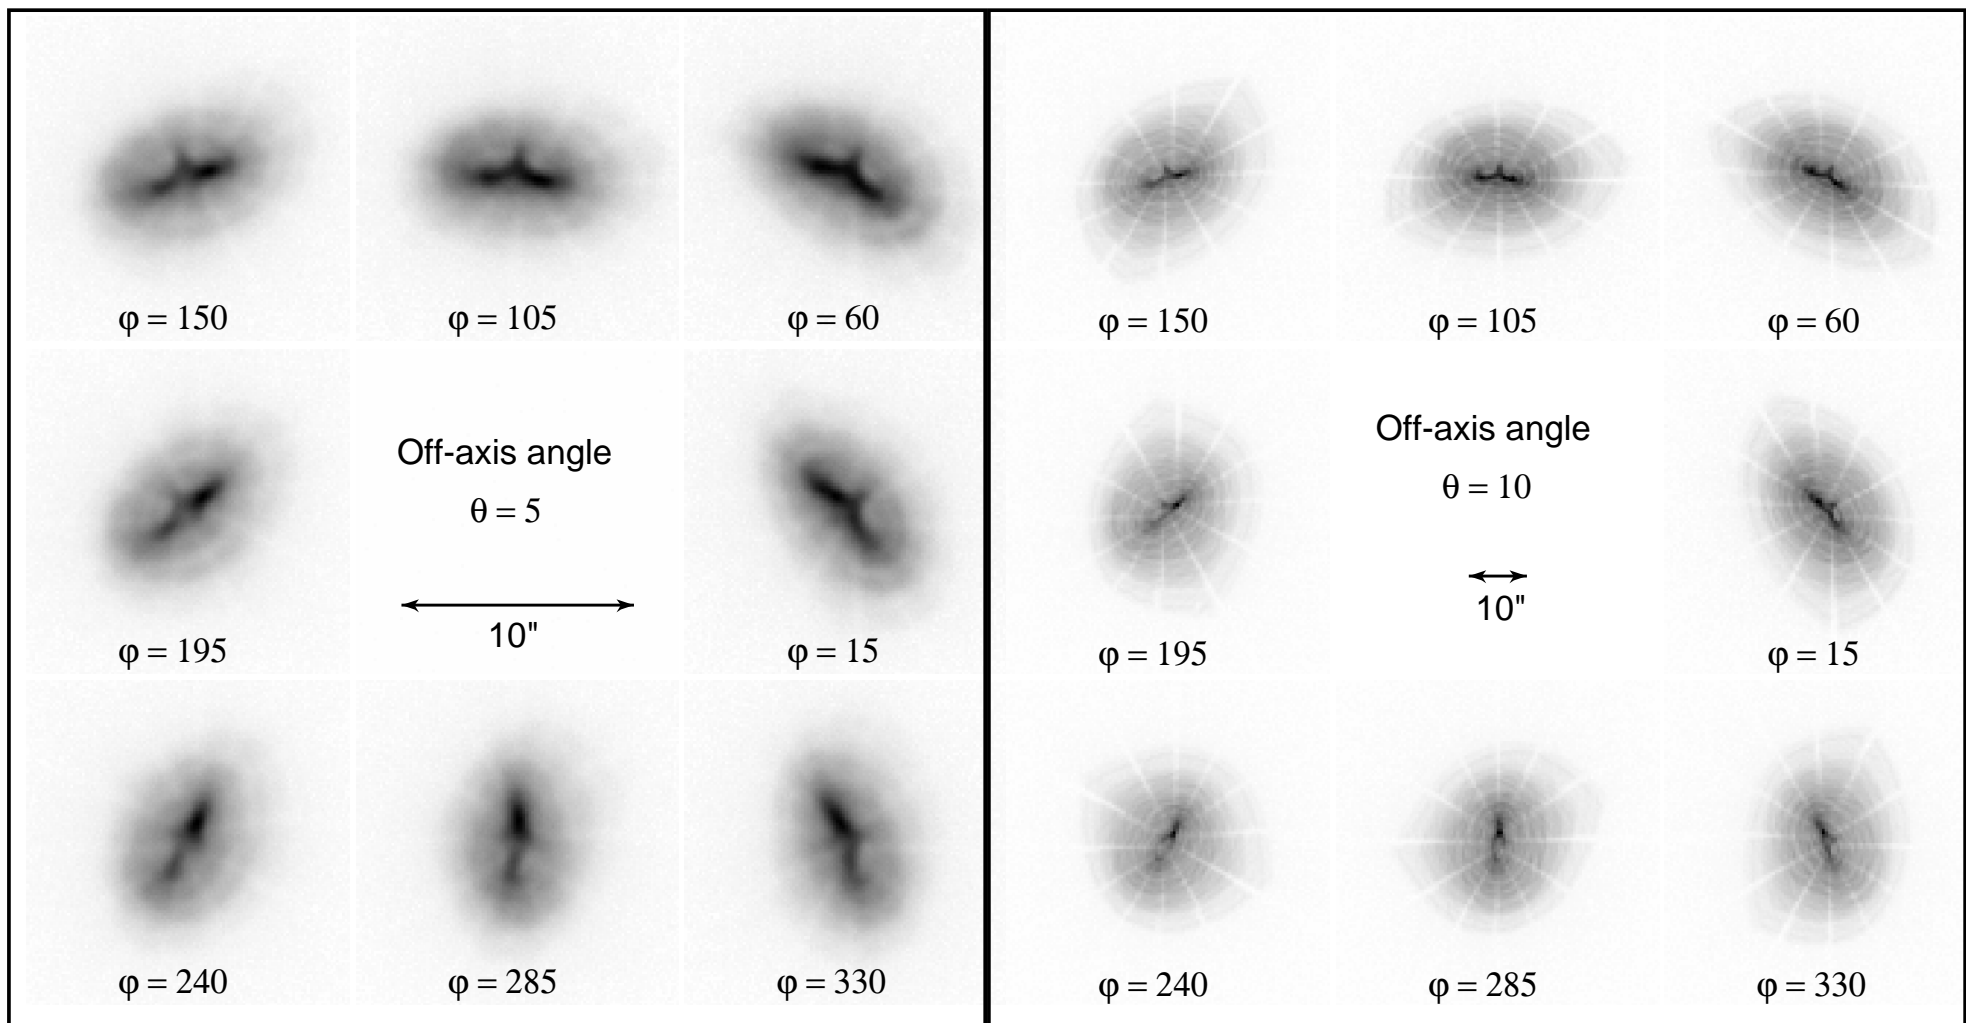 φ = 150
φ = 105
φ = 60
Off-axis angle
θ = 5
10"
φ = 195
φ = 15
φ = 240
φ = 285
φ = 330
φ = 150
φ = 105
φ = 60
Off-axis angle
θ = 10
10"
φ = 195
φ = 15
φ = 240
φ = 285
φ = 330